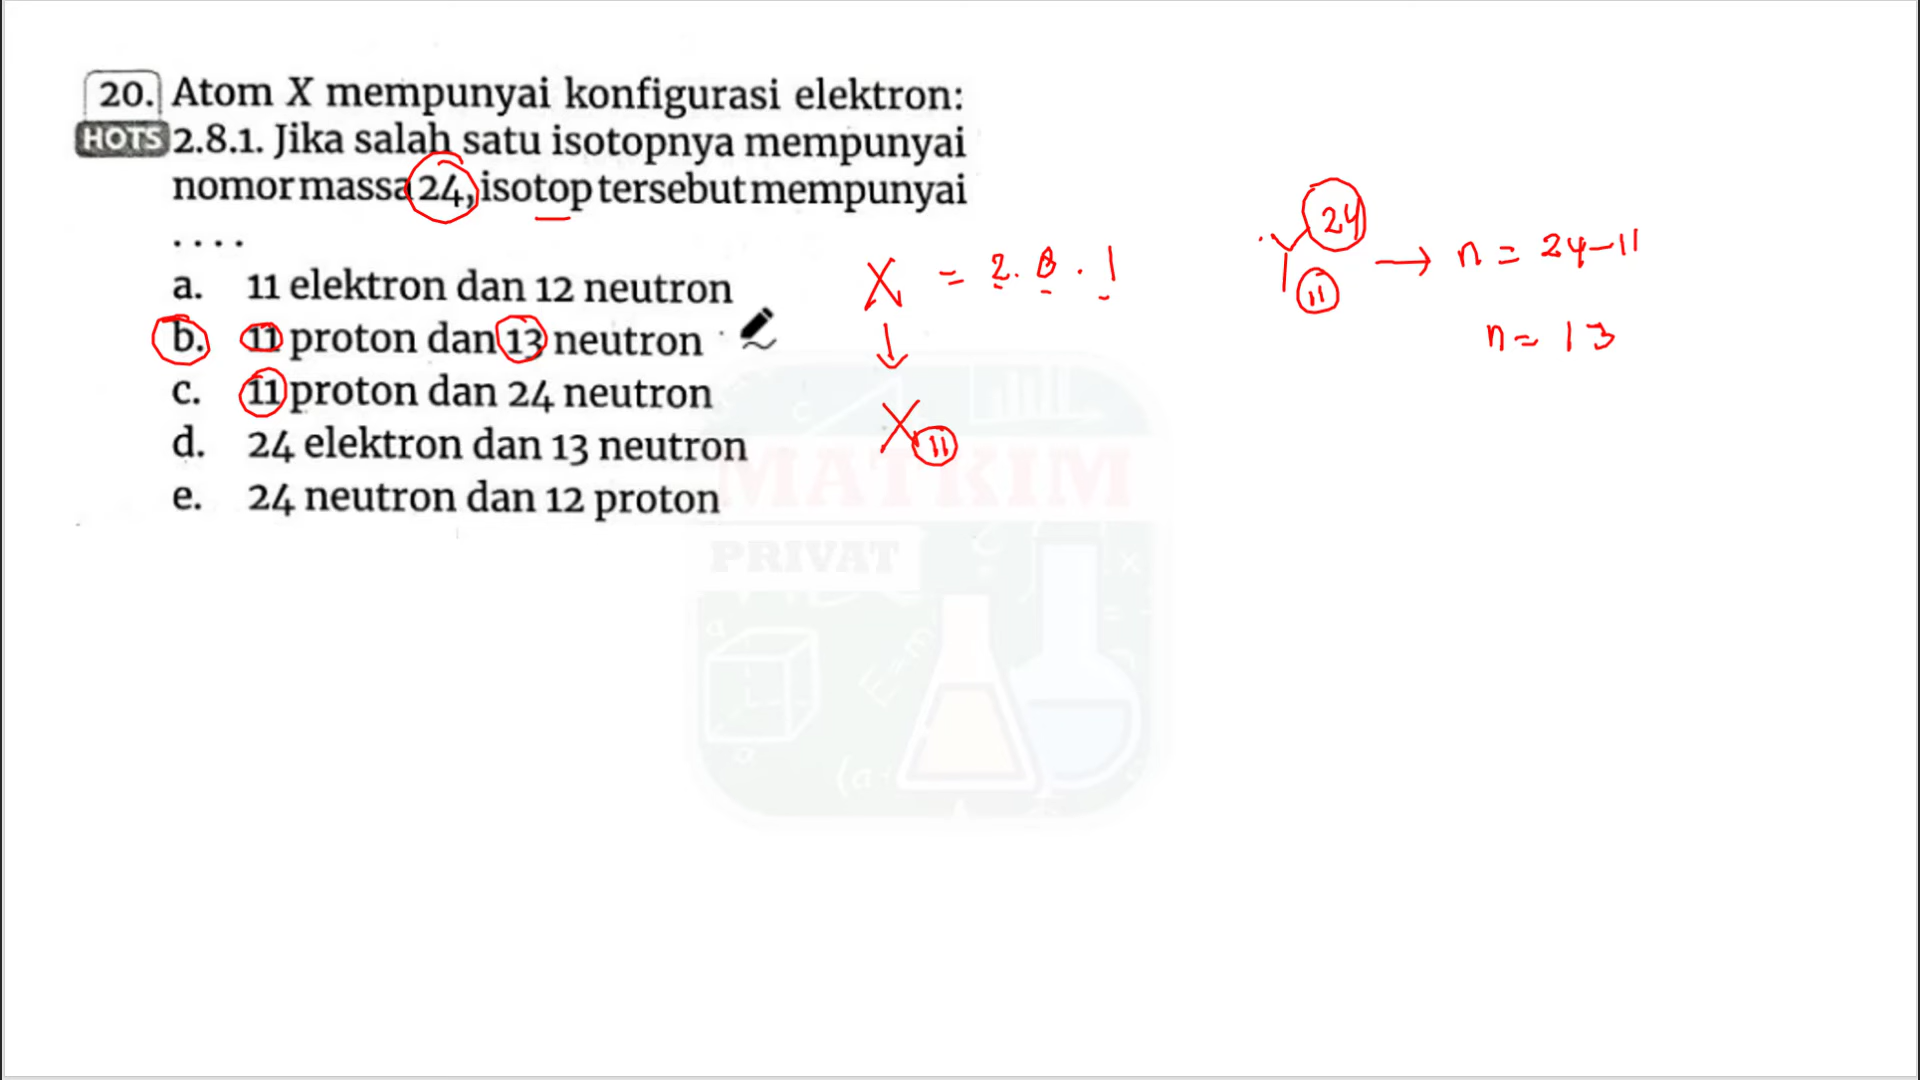 20. Atom X mempunyai konfigurasi elektron:
HOTS 2.8.1. Jika salah satu isotopnya mempunyai
nomor massa 24, isotop tersebut mempunyai
....
a. 11 elektron dan 12 neutron
b. 11 proton dan 13 neutron
c. 11 proton dan 24 neutron
d. 24 elektron dan 13 neutron
e. 24 neutron dan 12 proton
X = 2. 8. 1
↓
X 11
Y 24 11 → n = 24-11
n = 13
MATKIM
PRIVAT